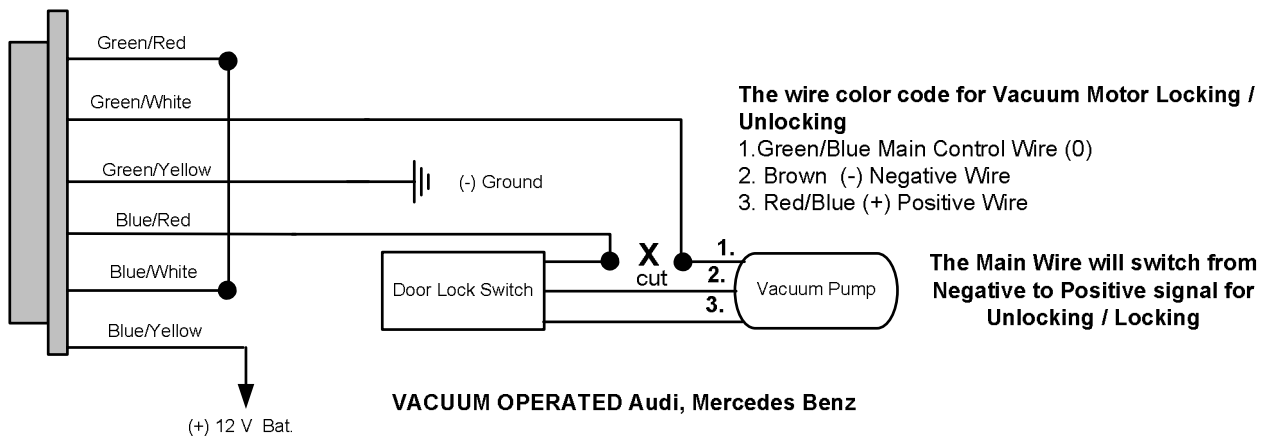 Green/Red
Green/White
Green/Yellow
(-) Ground
Blue/Red
Blue/White
Blue/Yellow
(+) 12 V Bat.
Door Lock Switch
X
cut
1.
2.
3.
Vacuum Pump
The wire color code for Vacuum Motor Locking /
Unlocking
1.Green/Blue Main Control Wire (0)
2. Brown (-) Negative Wire
3. Red/Blue (+) Positive Wire
The Main Wire will switch from
Negative to Positive signal for
Unlocking / Locking
VACUUM OPERATED Audi, Mercedes Benz